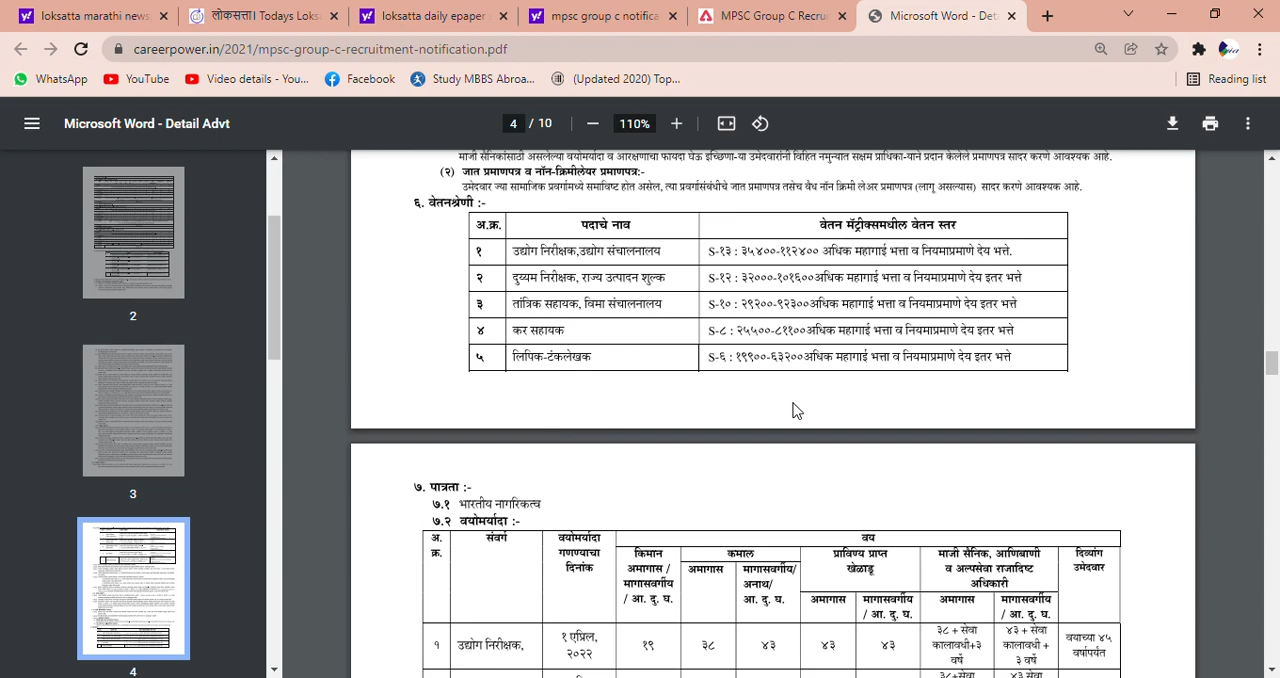 loksatta marathi news
लोकसत्ता। Todays Loks
loksatta daily epaper
mpsc group c notifica
MPSC Group C Recru
Microsoft Word - Deta
careerpower.in/2021/mpsc-group-c-recruitment-notification.pdf
WhatsApp YouTube Video details - You... Facebook Study MBBS Abroa... (Updated 2020) Top... Reading list
Microsoft Word - Detail Advt 4 / 10 110%
माजी सैनिकांसाठी असलेल्या वयोमर्यादा व आरक्षणाचा फायदा घेऊ इच्छिणा-या उमेदवारांनी विहित नमुन्यात सक्षम प्राधिका-याने प्रदान केलेले प्रमाणपत्र सादर करणे आवश्यक आहे.
(२) जात प्रमाणपत्र व नॉन-क्रिमीलेयर प्रमाणपत्र:-
उमेदवार ज्या सामाजिक प्रवर्गामध्ये समाविष्ट होत असेल, त्या प्रवर्गासंबंधीचे जात प्रमाणपत्र तसेच वैध नॉन क्रिमी लेअर प्रमाणपत्र (लागू असल्यास) सादर करणे आवश्यक आहे.
६. वेतनश्रेणी :-
अ.क्र. पदाचे नाव वेतन मॅट्रीक्समधील वेतन स्तर
१ उद्योग निरीक्षक,उद्योग संचालनालय S-१३ : ३५४००-११२४०० अधिक महागाई भत्ता व नियमाप्रमाणे देय भत्ते.
२ दुय्यम निरीक्षक, राज्य उत्पादन शुल्क S-१२ : ३२०००-१०१६००अधिक महागाई भत्ता व नियमाप्रमाणे देय इतर भत्ते
३ तांत्रिक सहायक, विमा संचालनालय S-१० : २९२००-९२३००अधिक महागाई भत्ता व नियमाप्रमाणे देय इतर भत्ते
४ कर सहायक S-८ : २५५००-८११००अधिक महागाई भत्ता व नियमाप्रमाणे देय इतर भत्ते
५ लिपिक-टंकलेखक S-६ : १९९००-६३२००अधिक महागाई भत्ता व नियमाप्रमाणे देय इतर भत्ते
2
3
4
७. पात्रता :-
७.१ भारतीय नागरिकत्व
७.२ वयोमर्यादा :-
अ. संवर्ग वयोमर्यादा वय
क्र. गणण्याचा किमान कमाल प्राविण्य प्राप्त माजी सैनिक, आणिबाणी दिव्यांग
दिनांक अमागास / अमागास मागासवर्गीय/ खेळाडू व अल्पसेवा राजादिष्ट उमेदवार
मागासवर्गीय अनाथ/ अधिकारी
/ आ. दु. घ. आ. दु. घ. अमागास मागासवर्गीय अमागास मागासवर्गीय
/ आ. दु. घ. / आ. दु. घ.
१ उद्योग निरीक्षक, १ एप्रिल, १९ ३८ ४३ ४३ ४३ ३८ + सेवा ४३ + सेवा वयाच्या ४५
२०२२ कालावधी+३ कालावधी + वर्षापर्यंत
वर्षे ३ वर्षे
३८+सेवा ४३ सेवा